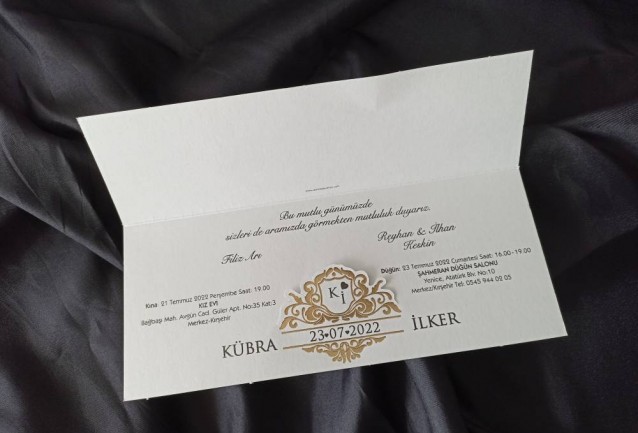 Bu mutlu günümüzde
sizleri de aramızda görmekten mutluluk duyarız.
Filiz Arı
Reyhan & İlhan
Keskin
Kına: 21 Temmuz 2022 Perşembe Saat: 19.00
KIZ EVİ
Bağbaşı Mah. Avgün Cad. Güler Apt. No:35 Kat:3
Merkez-Kırşehir
Düğün: 23 Temmuz 2022 Cumartesi Saat: 16.00-19.00
ŞAHMERAN DÜĞÜN SALONU
Yenice, Atatürk Blv. No:10
Merkez/Kırşehir Tel: 0545 944 02 05
K İ
23•07•2022
KÜBRA
İLKER